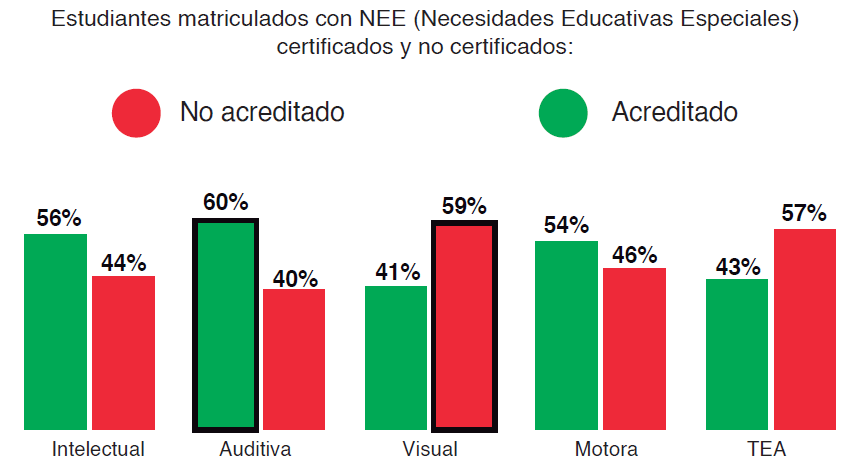 Estudiantes matriculados con NEE (Necesidades Educativas Especiales)
certificados y no certificados:
No acreditado
Acreditado
56%
44%
60%
40%
41%
59%
54%
46%
43%
57%
Intelectual
Auditiva
Visual
Motora
TEA